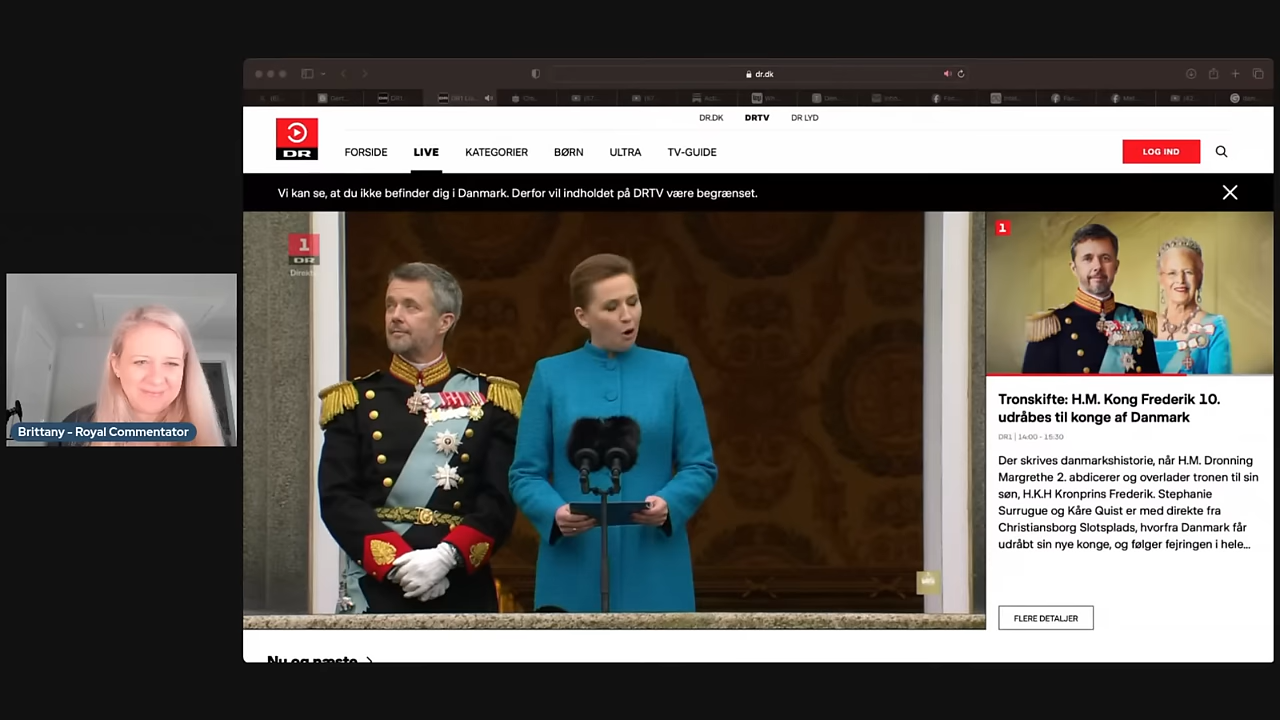 dr.dk
DR.DK DRTV DR LYD
DR
FORSIDE LIVE KATEGORIER BØRN ULTRA TV-GUIDE
LOG IND
Vi kan se, at du ikke befinder dig i Danmark. Derfor vil indholdet på DRTV være begrænset.
1
DR
1
Tronskifte: H.M. Kong Frederik 10.
udråbes til konge af Danmark
DR1 | 14:00 - 15:30
Der skrives danmarkshistorie, når H.M. Dronning
Margrethe 2. abdicerer og overlader tronen til sin
søn, H.K.H Kronprins Frederik. Stephanie
Surrugue og Kåre Quist er med direkte fra
Christiansborg Slotsplads, hvorfra Danmark får
udråbt sin nye konge, og følger fejringen i hele...
FLERE DETALJER
Brittany - Royal Commentator
Nu og næste